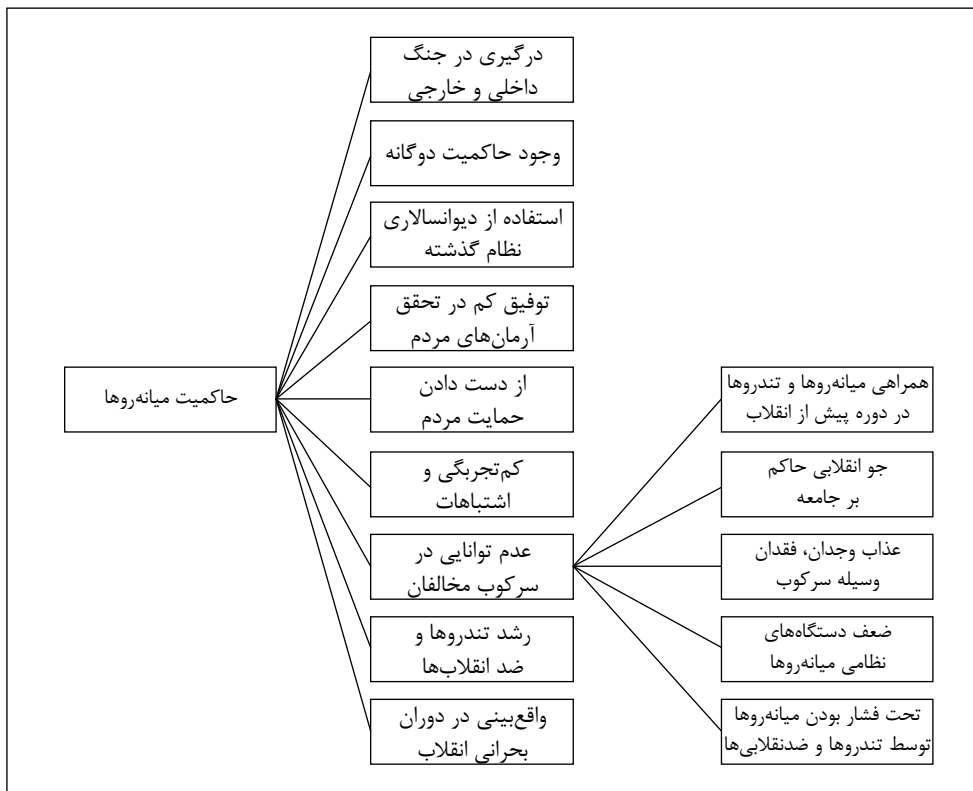 حاکمیت میانه‌روها
درگیری در جنگ
داخلی و خارجی
وجود حاکمیت دوگانه
استفاده از دیوانسالاری
نظام گذشته
توفیق کم در تحقق
آرمان‌های مردم
از دست دادن
حمایت مردم
کم‌تجربگی و
اشتباهات
عدم توانایی در
سرکوب مخالفان
رشد تندروها و
ضد انقلاب‌ها
واقع‌بینی در دوران
بحرانی انقلاب
همراهی میانه‌روها و تندروها
در دوره پیش از انقلاب
جو انقلابی حاکم
بر جامعه
عذاب وجدان، فقدان
وسیله سرکوب
ضعف دستگاه‌های
نظامی میانه‌روها
تحت فشار بودن میانه‌روها
توسط تندروها و ضدنقلابی‌ها